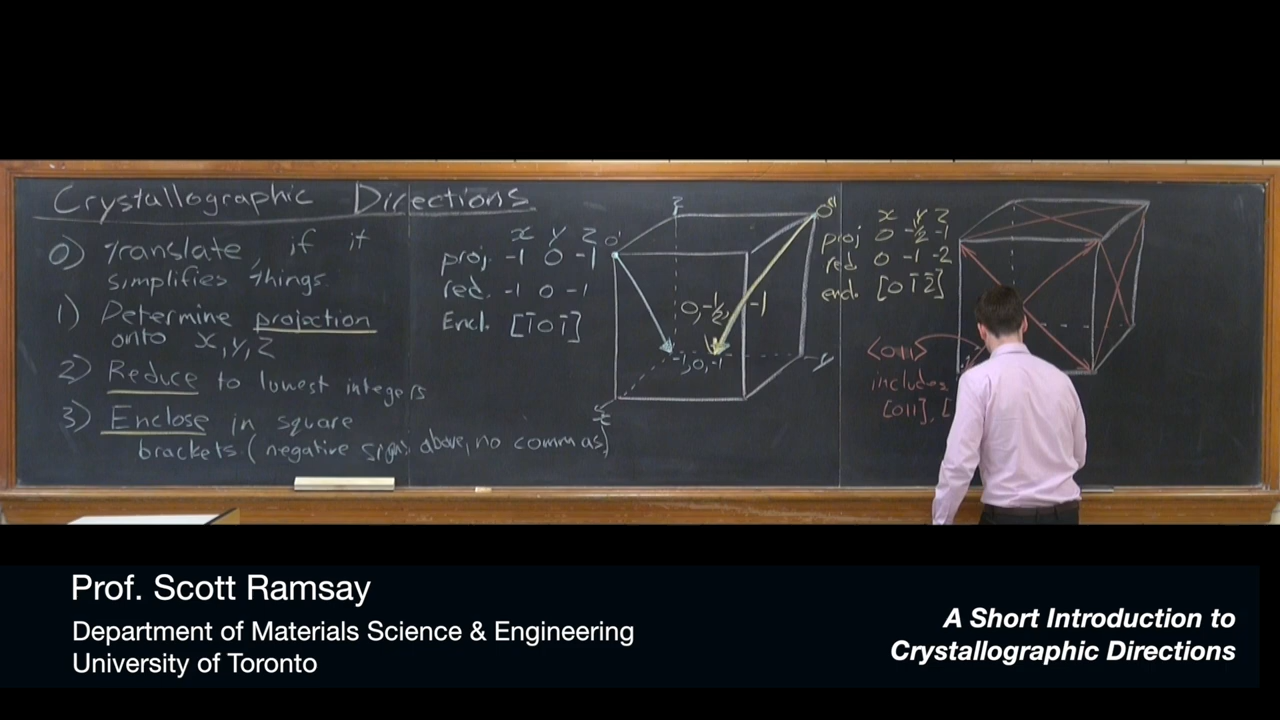 Crystallographic Directions
0) translate, if it
simplifies things.
1) Determine projection
onto x, y, z
2) Reduce to lowest integers
3) Enclose in square
brackets (negative signs above, no commas)
x y z
proj. -1 0 -1
red. -1 0 -1
Encl. [1̄01̄]
z
O'
O"
0,-½,-1
-1,0,-1
y
x
x y z
proj 0 -½ -1
red. 0 -1 -2
encl. [01̄2̄]
<011>
includes
[011], [
Prof. Scott Ramsay
Department of Materials Science & Engineering
University of Toronto
A Short Introduction to
Crystallographic Directions